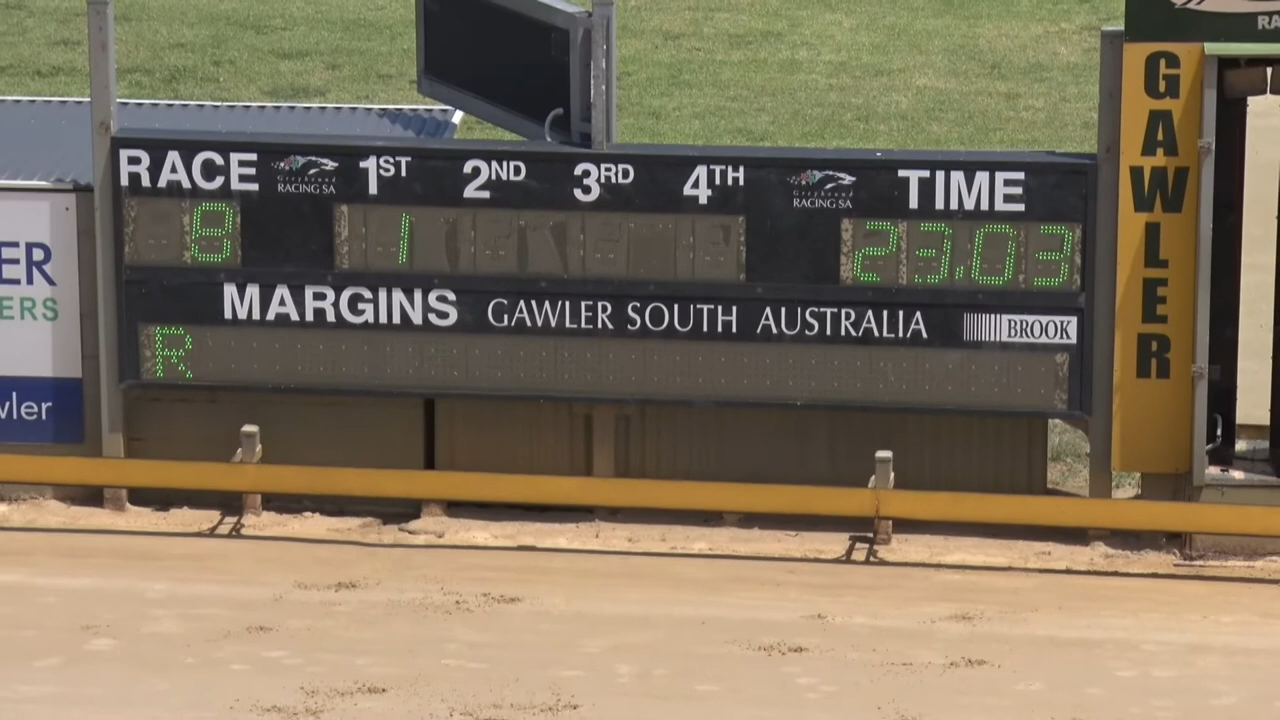 RA
GAWLER
RACE
Greyhound
RACING SA
1ST 2ND 3RD 4TH
Greyhound
RACING SA
TIME
8 1 23.03
ER
ERS
MARGINS GAWLER SOUTH AUSTRALIA BROOK
R
wler